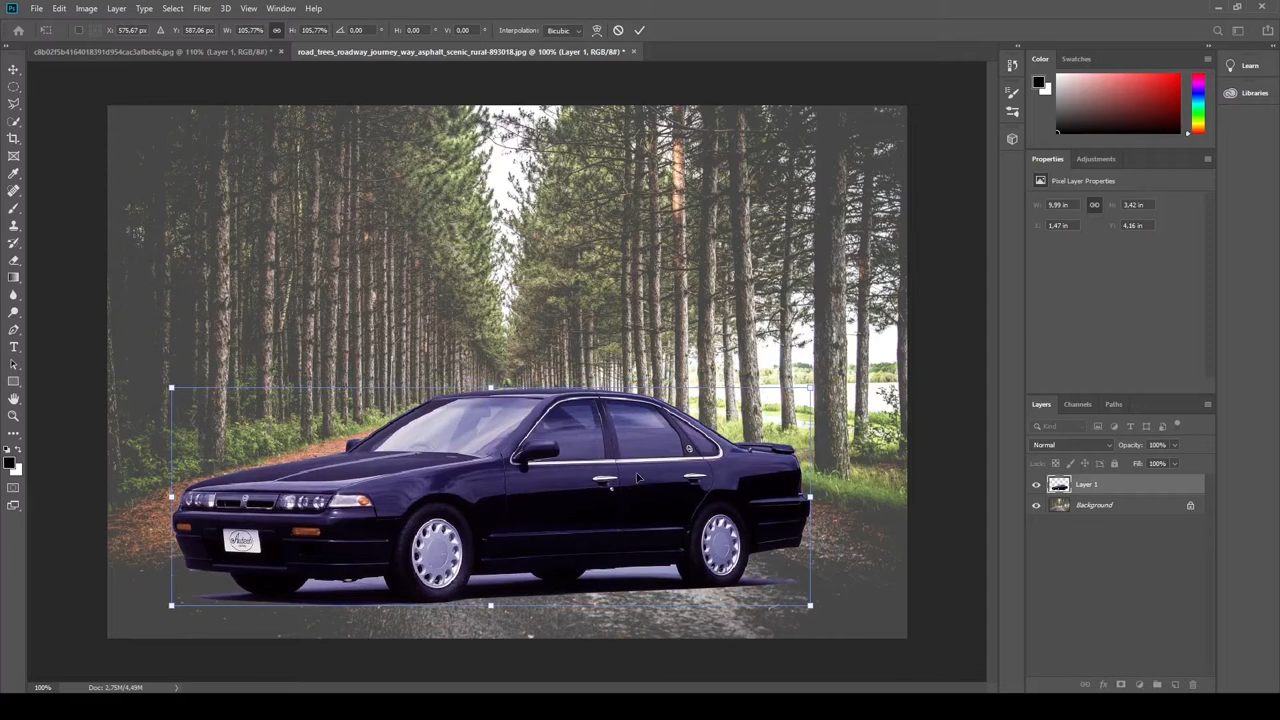 Ps File Edit Image Layer Type Select Filter 3D View Window Help
X: 575,67 px Y: 587,06 px W: 105,77% H: 105,77% 0,00 ° H: 0,00 ° V: 0,00 ° Interpolation: Bicubic
c8b02f5b4164018391d954cac3afbeb6.jpg @ 110% (Layer 1, RGB/8#) * × road_trees_roadway_journey_way_asphall_scenic_rural-893018.jpg @ 100% (Layer 1, RGB/8#) * ×
Color Swatches
Learn
Libraries
Properties Adjustments
Pixel Layer Properties
W: 9,99 in H: 3,42 in
X: 1,47 in Y: 4,16 in
Layers Channels Paths
Kind
Normal Opacity: 100%
Lock: Fill: 100%
Layer 1
Background
100% Doc: 2,75M/4,49M